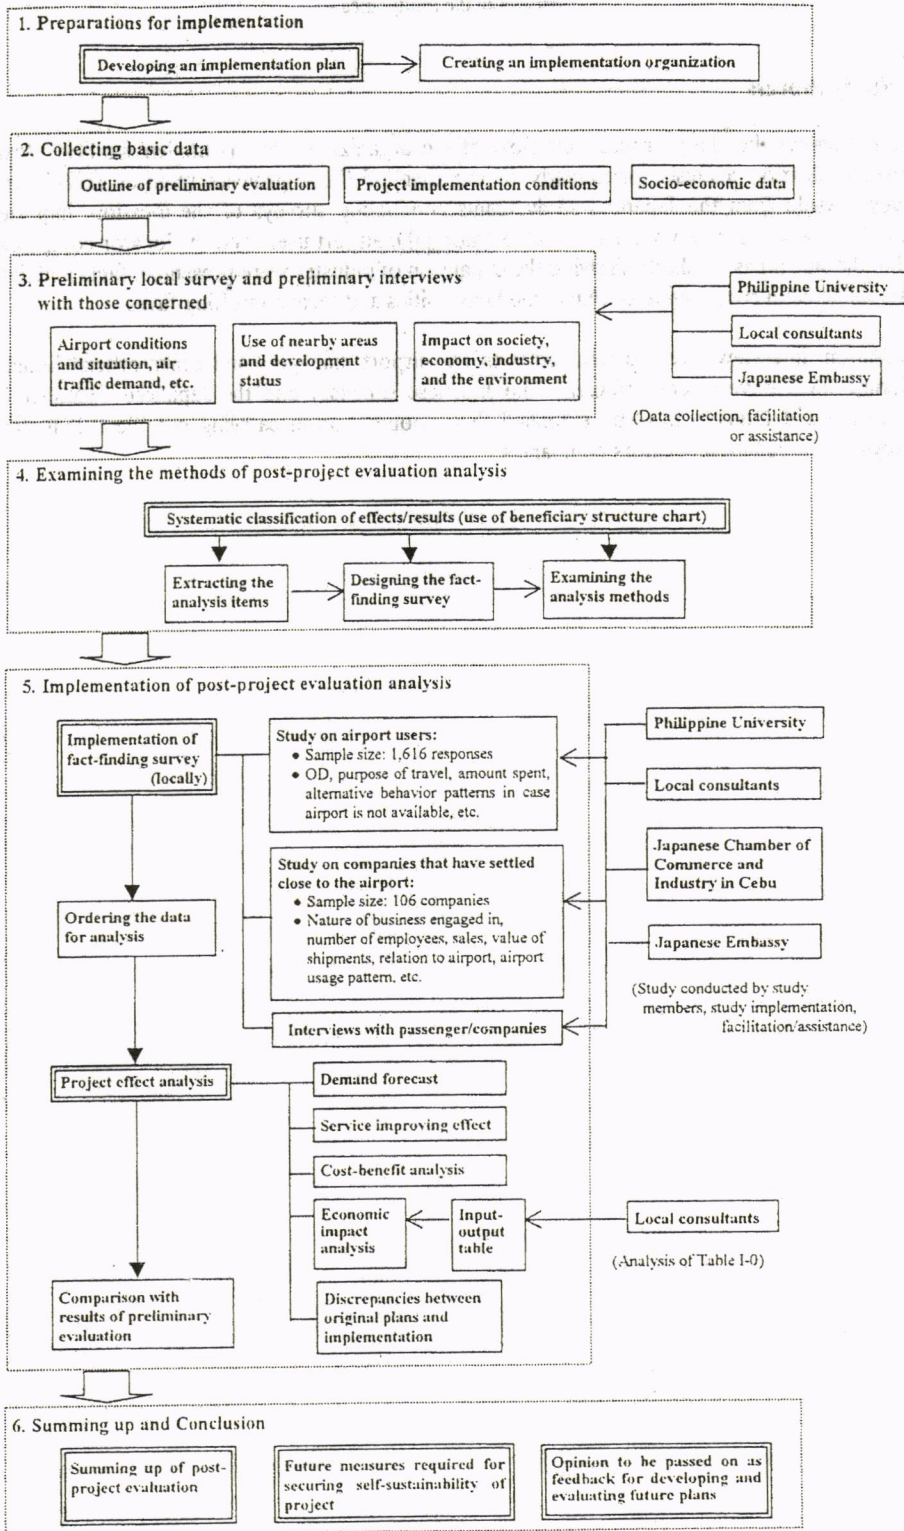 1. Preparations for implementation
Developing an implementation plan
Creating an implementation organization
2. Collecting basic data
Outline of preliminary evaluation
Project implementation conditions
Socio-economic data
3. Preliminary local survey and preliminary interviews
with those concerned
Airport conditions
and situation, air
traffic demand, etc.
Use of nearby areas
and development
status
Impact on society,
economy, industry,
and the environment
Philippine University
Local consultants
Japanese Embassy
(Data collection, facilitation
or assistance)
4. Examining the methods of post-project evaluation analysis
Systematic classification of effects/results (use of beneficiary structure chart)
Extracting the
analysis items
Designing the fact-
finding survey
Examining the
analysis methods
5. Implementation of post-project evaluation analysis
Implementation of
fact-finding survey
(locally)
Study on airport users:
• Sample size: 1,616 responses
• OD, purpose of travel, amount spent,
alternative behavior patterns in case
airport is not available, etc.
Study on companies that have settled
close to the airport:
• Sample size: 106 companies
• Nature of business engaged in,
number of employees, sales, value of
shipments, relation to airport, airport
usage pattern, etc.
Interviews with passenger/companies
Philippine University
Local consultants
Japanese Chamber of
Commerce and
Industry in Cebu
Japanese Embassy
(Study conducted by study
members, study implementation,
facilitation/assistance)
Ordering the data
for analysis
Project effect analysis
Demand forecast
Service improving effect
Cost-benefit analysis
Economic
impact
analysis
Input-
output
table
Local consultants
(Analysis of Table I-0)
Discrepancies between
original plans and
implementation
Comparison with
results of preliminary
evaluation
6. Summing up and Conclusion
Summing up of post-
project evaluation
Future measures required for
securing self-sustainability of
project
Opinion to be passed on as
feedback for developing and
evaluating future plans